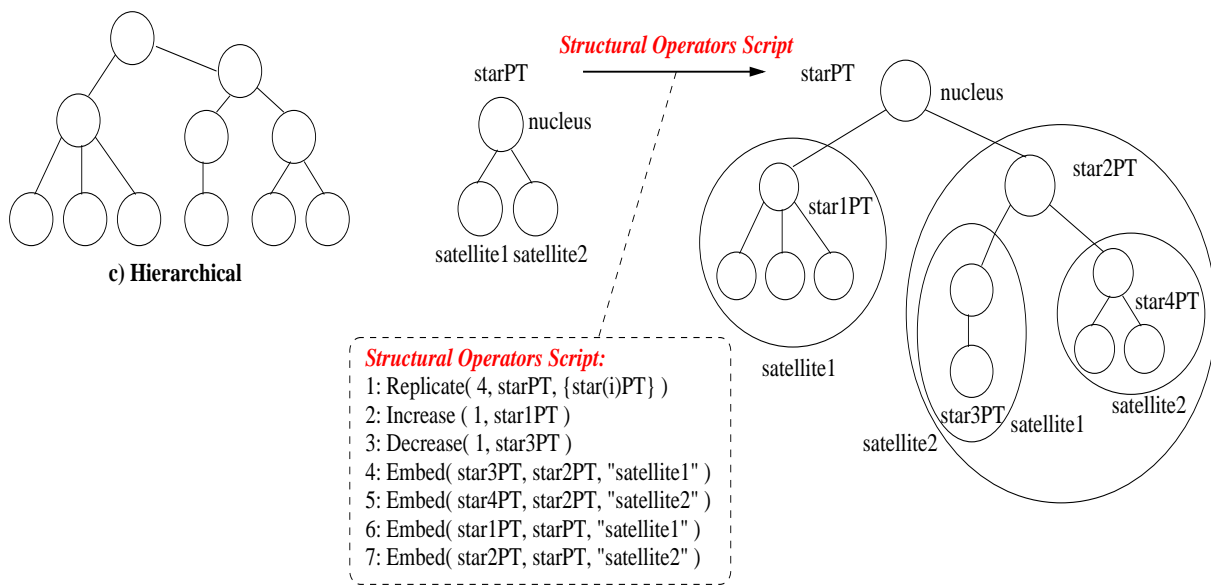 c) Hierarchical
starPT
nucleus
satellite1 satellite2
Structural Operators Script
starPT
nucleus
star1PT
satellite1
star2PT
star3PT
satellite1
star4PT
satellite2
satellite2
Structural Operators Script:
1: Replicate( 4, starPT, {star(i)PT} )
2: Increase ( 1, star1PT )
3: Decrease( 1, star3PT )
4: Embed( star3PT, star2PT, "satellite1" )
5: Embed( star4PT, star2PT, "satellite2" )
6: Embed( star1PT, starPT, "satellite1" )
7: Embed( star2PT, starPT, "satellite2" )